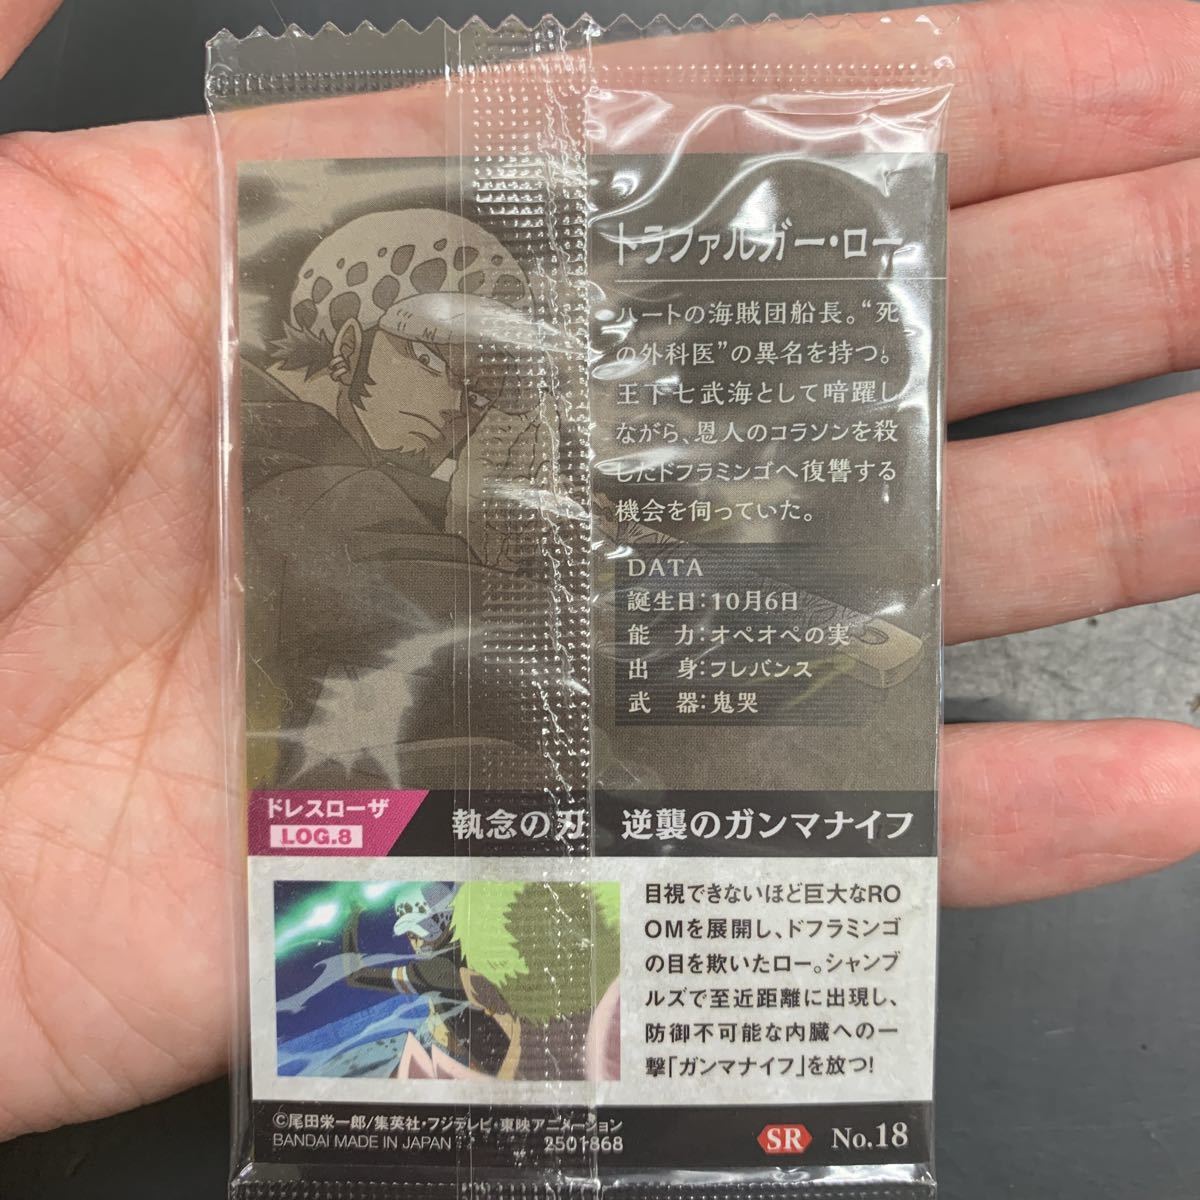 トラファルガー・ロー
ハートの海賊団船長。“死
の外科医”の異名を持つ。
王下七武海として暗躍し
ながら、恩人のコラソンを殺
したドフラミンゴへ復讐する
機会を伺っていた。
DATA
誕生日:10月6日
能　力:オペオペの実
出　身:フレバンス
武　器:鬼哭
ドレスローザ
LOG.8
執念の刃　逆襲のガンマナイフ
目視できないほど巨大なRO
OMを展開し、ドフラミンゴ
の目を欺いたロー。シャンブ
ルズで至近距離に出現し、
防御不可能な内臓への一
撃「ガンマナイフ」を放つ!
©尾田栄一郎/集英社・フジテレビ・東映アニメーション
BANDAI MADE IN JAPAN
2501868
SR No.18